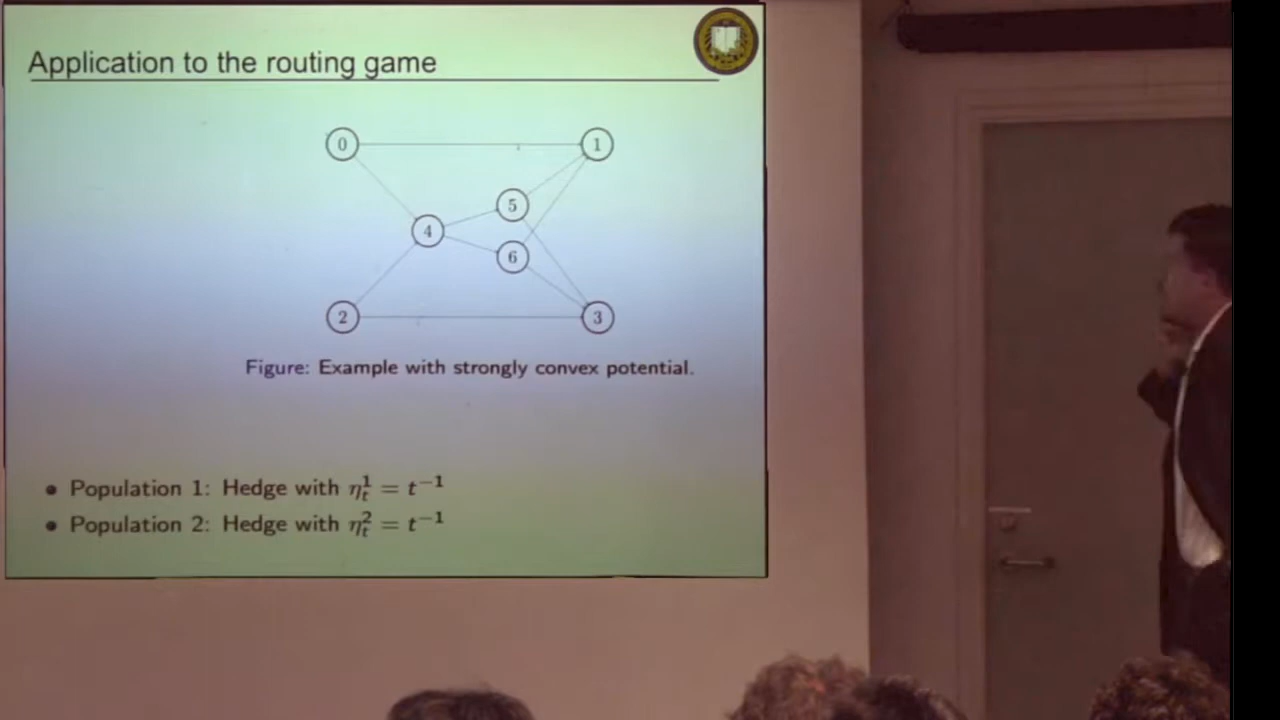 Application to the routing game
0
1
5
4
6
2
3
Figure: Example with strongly convex potential.
• Population 1: Hedge with η¹ₜ = t⁻¹
• Population 2: Hedge with η²ₜ = t⁻¹